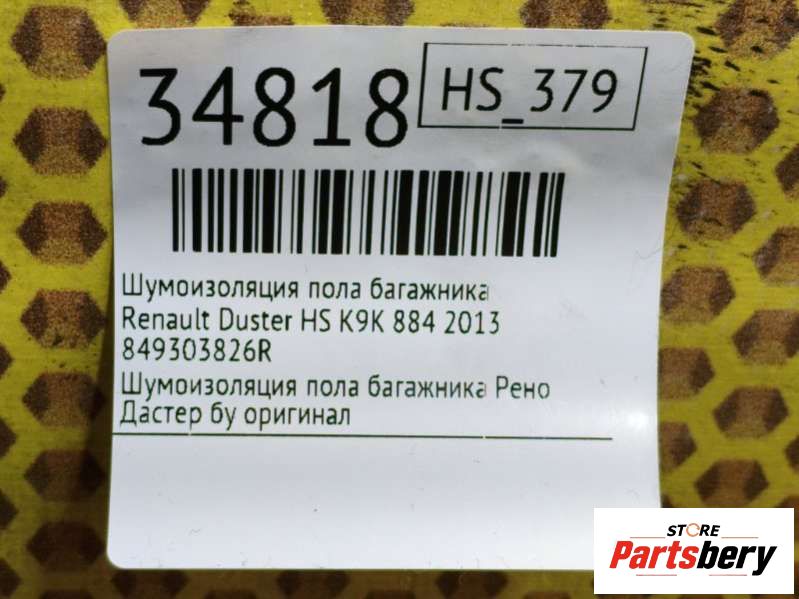 34818
HS_379
Шумоизоляция пола багажника
Renault Duster HS K9K 884 2013
849303826R
Шумоизоляция пола багажника Рено
Дастер бу оригинал
STORE
Partsbery